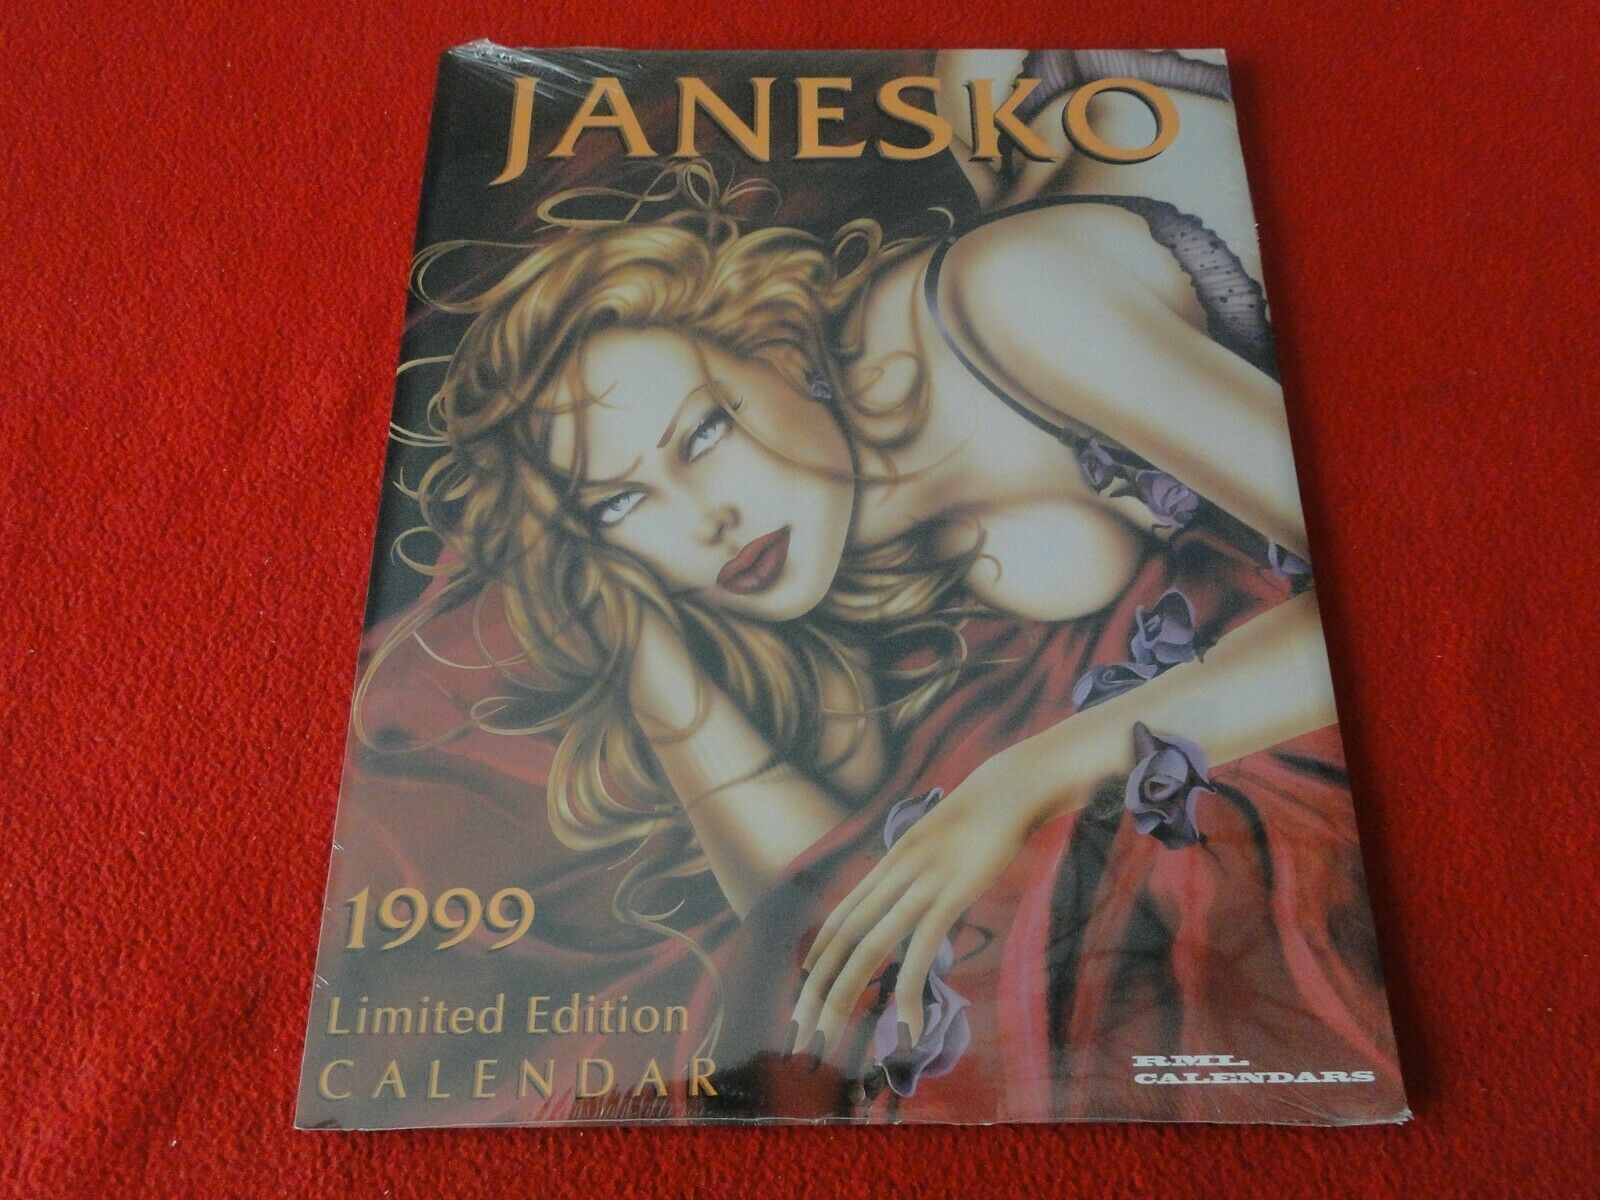 JANESKO
1999
Limited Edition
CALENDAR
RML
CALENDARS